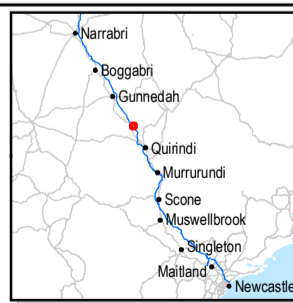 Narrabri
Boggabri
Gunnedah
Quirindi
Murrurundi
Scone
Muswellbrook
Singleton
Maitland
Newcastle